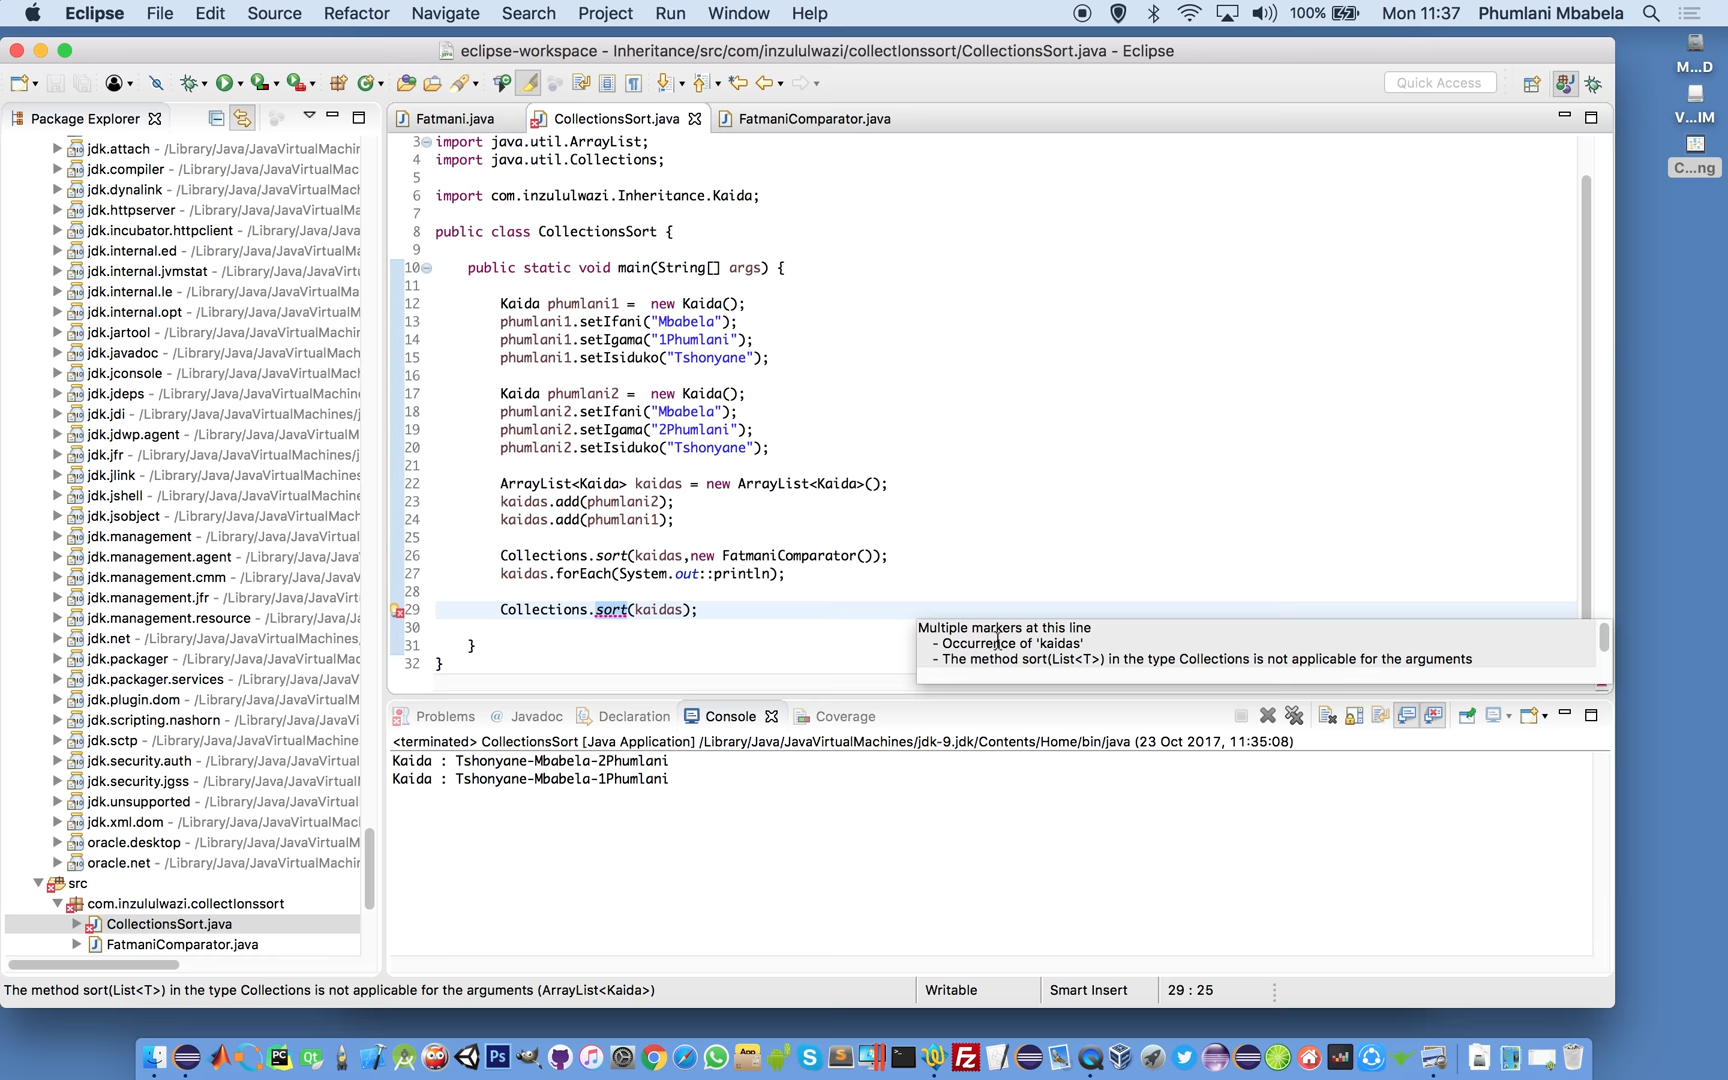 Eclipse File Edit Source Refactor Navigate Search Project Run Window Help 100% Mon 11:37 Phumlani Mbabela
eclipse-workspace - Inheritance/src/com/inzululwazi/collectIonssort/CollectionsSort.java - Eclipse
M...D
V...IM
C...ng
Quick Access
Package Explorer
Fatmani.java CollectionsSort.java FatmaniComparator.java
jdk.attach - /Library/Java/JavaVirtualMachin
jdk.compiler - /Library/Java/JavaVirtualMac
jdk.dynalink - /Library/Java/JavaVirtualMach
jdk.httpserver - /Library/Java/JavaVirtualMa
jdk.incubator.httpclient - /Library/Java/Java
jdk.internal.ed - /Library/Java/JavaVirtualMa
jdk.internal.jvmstat - /Library/Java/JavaVirtu
jdk.internal.le - /Library/Java/JavaVirtualMac
jdk.internal.opt - /Library/Java/JavaVirtualM
jdk.jartool - /Library/Java/JavaVirtualMachin
jdk.javadoc - /Library/Java/JavaVirtualMach
jdk.jconsole - /Library/Java/JavaVirtualMach
jdk.jdeps - /Library/Java/JavaVirtualMachine
jdk.jdi - /Library/Java/JavaVirtualMachines/j
jdk.jdwp.agent - /Library/Java/JavaVirtualM
jdk.jfr - /Library/Java/JavaVirtualMachines/j
jdk.jlink - /Library/Java/JavaVirtualMachines
jdk.jshell - /Library/Java/JavaVirtualMachine
jdk.jsobject - /Library/Java/JavaVirtualMach
jdk.management - /Library/Java/JavaVirtual
jdk.management.agent - /Library/Java/Java
jdk.management.cmm - /Library/Java/JavaV
jdk.management.jfr - /Library/Java/JavaVirtu
jdk.management.resource - /Library/Java/Ja
jdk.net - /Library/Java/JavaVirtualMachines
jdk.packager - /Library/Java/JavaVirtualMac
jdk.packager.services - /Library/Java/JavaV
jdk.plugin.dom - /Library/Java/JavaVirtualM
jdk.scripting.nashorn - /Library/Java/JavaVi
jdk.sctp - /Library/Java/JavaVirtualMachine
jdk.security.auth - /Library/Java/JavaVirtual
jdk.security.jgss - /Library/Java/JavaVirtual
jdk.unsupported - /Library/Java/JavaVirtual
jdk.xml.dom - /Library/Java/JavaVirtualMac
oracle.desktop - /Library/Java/JavaVirtualM
oracle.net - /Library/Java/JavaVirtualMachir
src
com.inzululwazi.collectIonssort
CollectionsSort.java
FatmaniComparator.java
3 import java.util.ArrayList;
4 import java.util.Collections;
5
6 import com.inzululwazi.Inheritance.Kaida;
7
8 public class CollectionsSort {
9
10 public static void main(String[] args) {
11
12 Kaida phumlani1 = new Kaida();
13 phumlani1.setIfani("Mbabela");
14 phumlani1.setIgama("1Phumlani");
15 phumlani1.setIsiduko("Tshonyane");
16
17 Kaida phumlani2 = new Kaida();
18 phumlani2.setIfani("Mbabela");
19 phumlani2.setIgama("2Phumlani");
20 phumlani2.setIsiduko("Tshonyane");
21
22 ArrayList<Kaida> kaidas = new ArrayList<Kaida>();
23 kaidas.add(phumlani2);
24 kaidas.add(phumlani1);
25
26 Collections.sort(kaidas,new FatmaniComparator());
27 kaidas.forEach(System.out::println);
28
29 Collections.sort(kaidas);
30
31 }
32 }
Multiple markers at this line
- Occurrence of 'kaidas'
- The method sort(List<T>) in the type Collections is not applicable for the arguments
Problems @ Javadoc Declaration Console Coverage
<terminated> CollectionsSort [Java Application] /Library/Java/JavaVirtualMachines/jdk-9.jdk/Contents/Home/bin/java (23 Oct 2017, 11:35:08)
Kaida : Tshonyane-Mbabela-2Phumlani
Kaida : Tshonyane-Mbabela-1Phumlani
The method sort(List<T>) in the type Collections is not applicable for the arguments (ArrayList<Kaida>) Writable Smart Insert 29 : 25